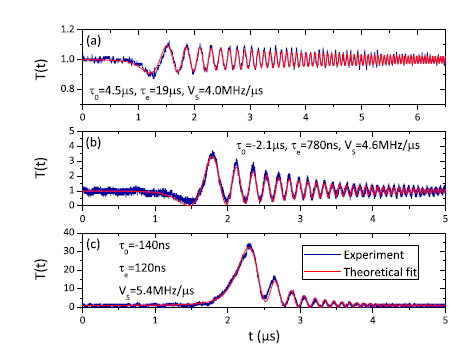 1.2
(a)
1.0
0.8
T(t)
τ0=4.5μs, τe=19μs, VS=4.0MHz/μs
0 1 2 3 4 5 6
5
(b)
τ0-2.1μs, τe=780ns, VS=4.6MHz/μs
4
3
2
1
0
T(t)
0 1 2 3 4 5
40
(c)
τ0=-140ns
30
τe=120ns
Experiment
20
Theoretical fit
VS=5.4MHz/μs
10
0
T(t)
0 1 2 3 4 5
t (μs)